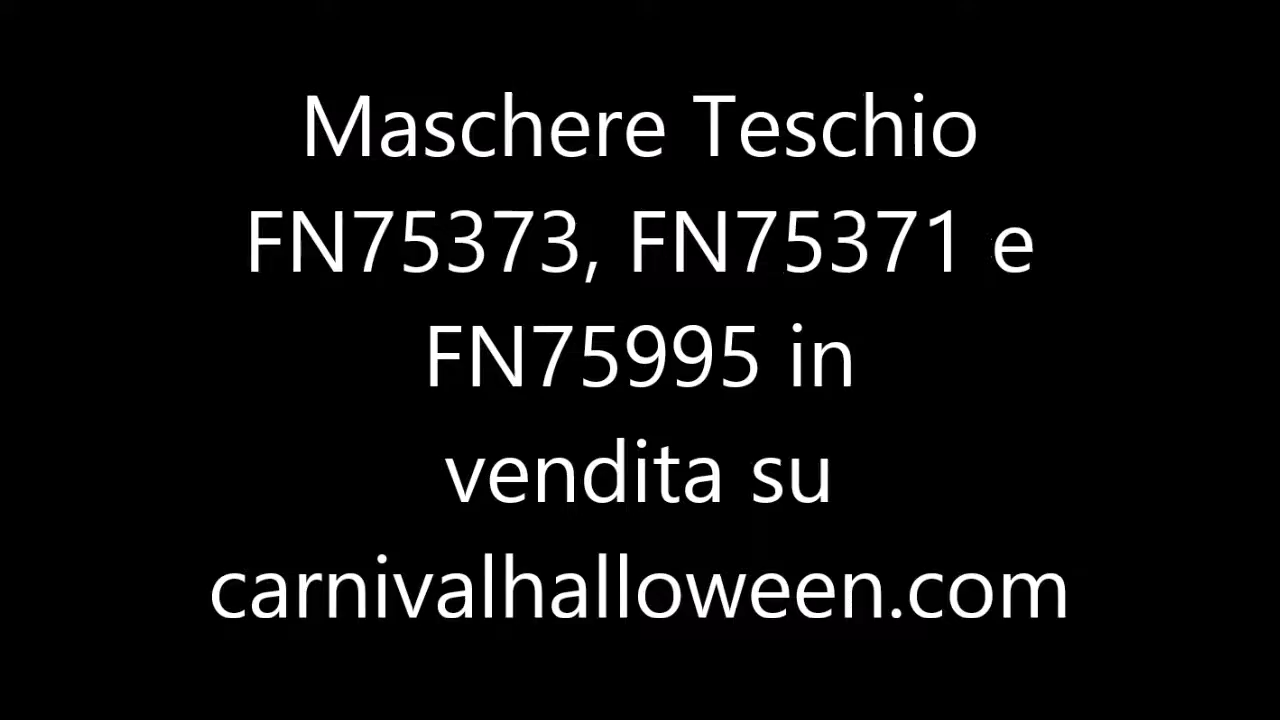 Maschere Teschio
FN75373, FN75371 e
FN75995 in
vendita su
carnivalhalloween.com